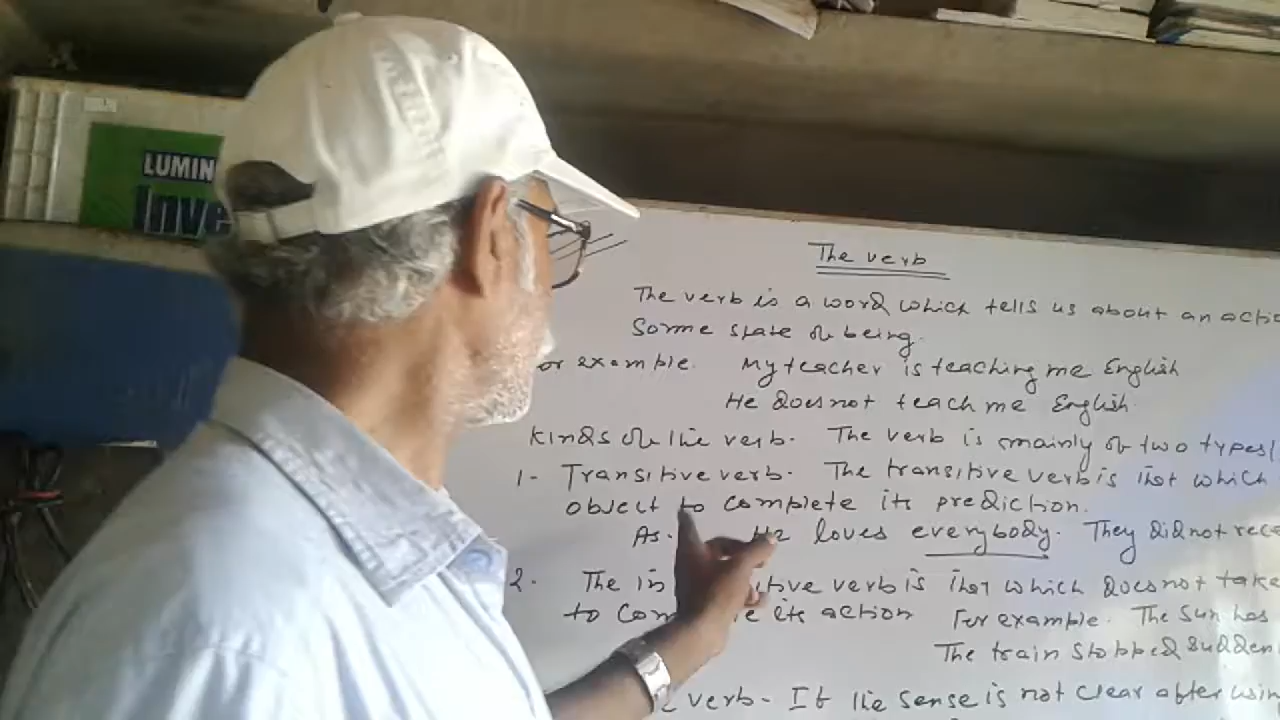 LUMIN
Inve
The verb
The verb is a word which tells us about an actio
Some state of being.
or example. My teacher is teaching me English
He does not teach me English.
Kinds of the verb. The verb is mainly of two types
1- Transitive verb. The transitive verb is that which
object to complete its prediction.
As. He loves everybody. They did not rece
2. The in itive verb is that which does not take
to com e its action For example. The Sun has
The train stopped sudden
verb- If the sense is not clear after usin